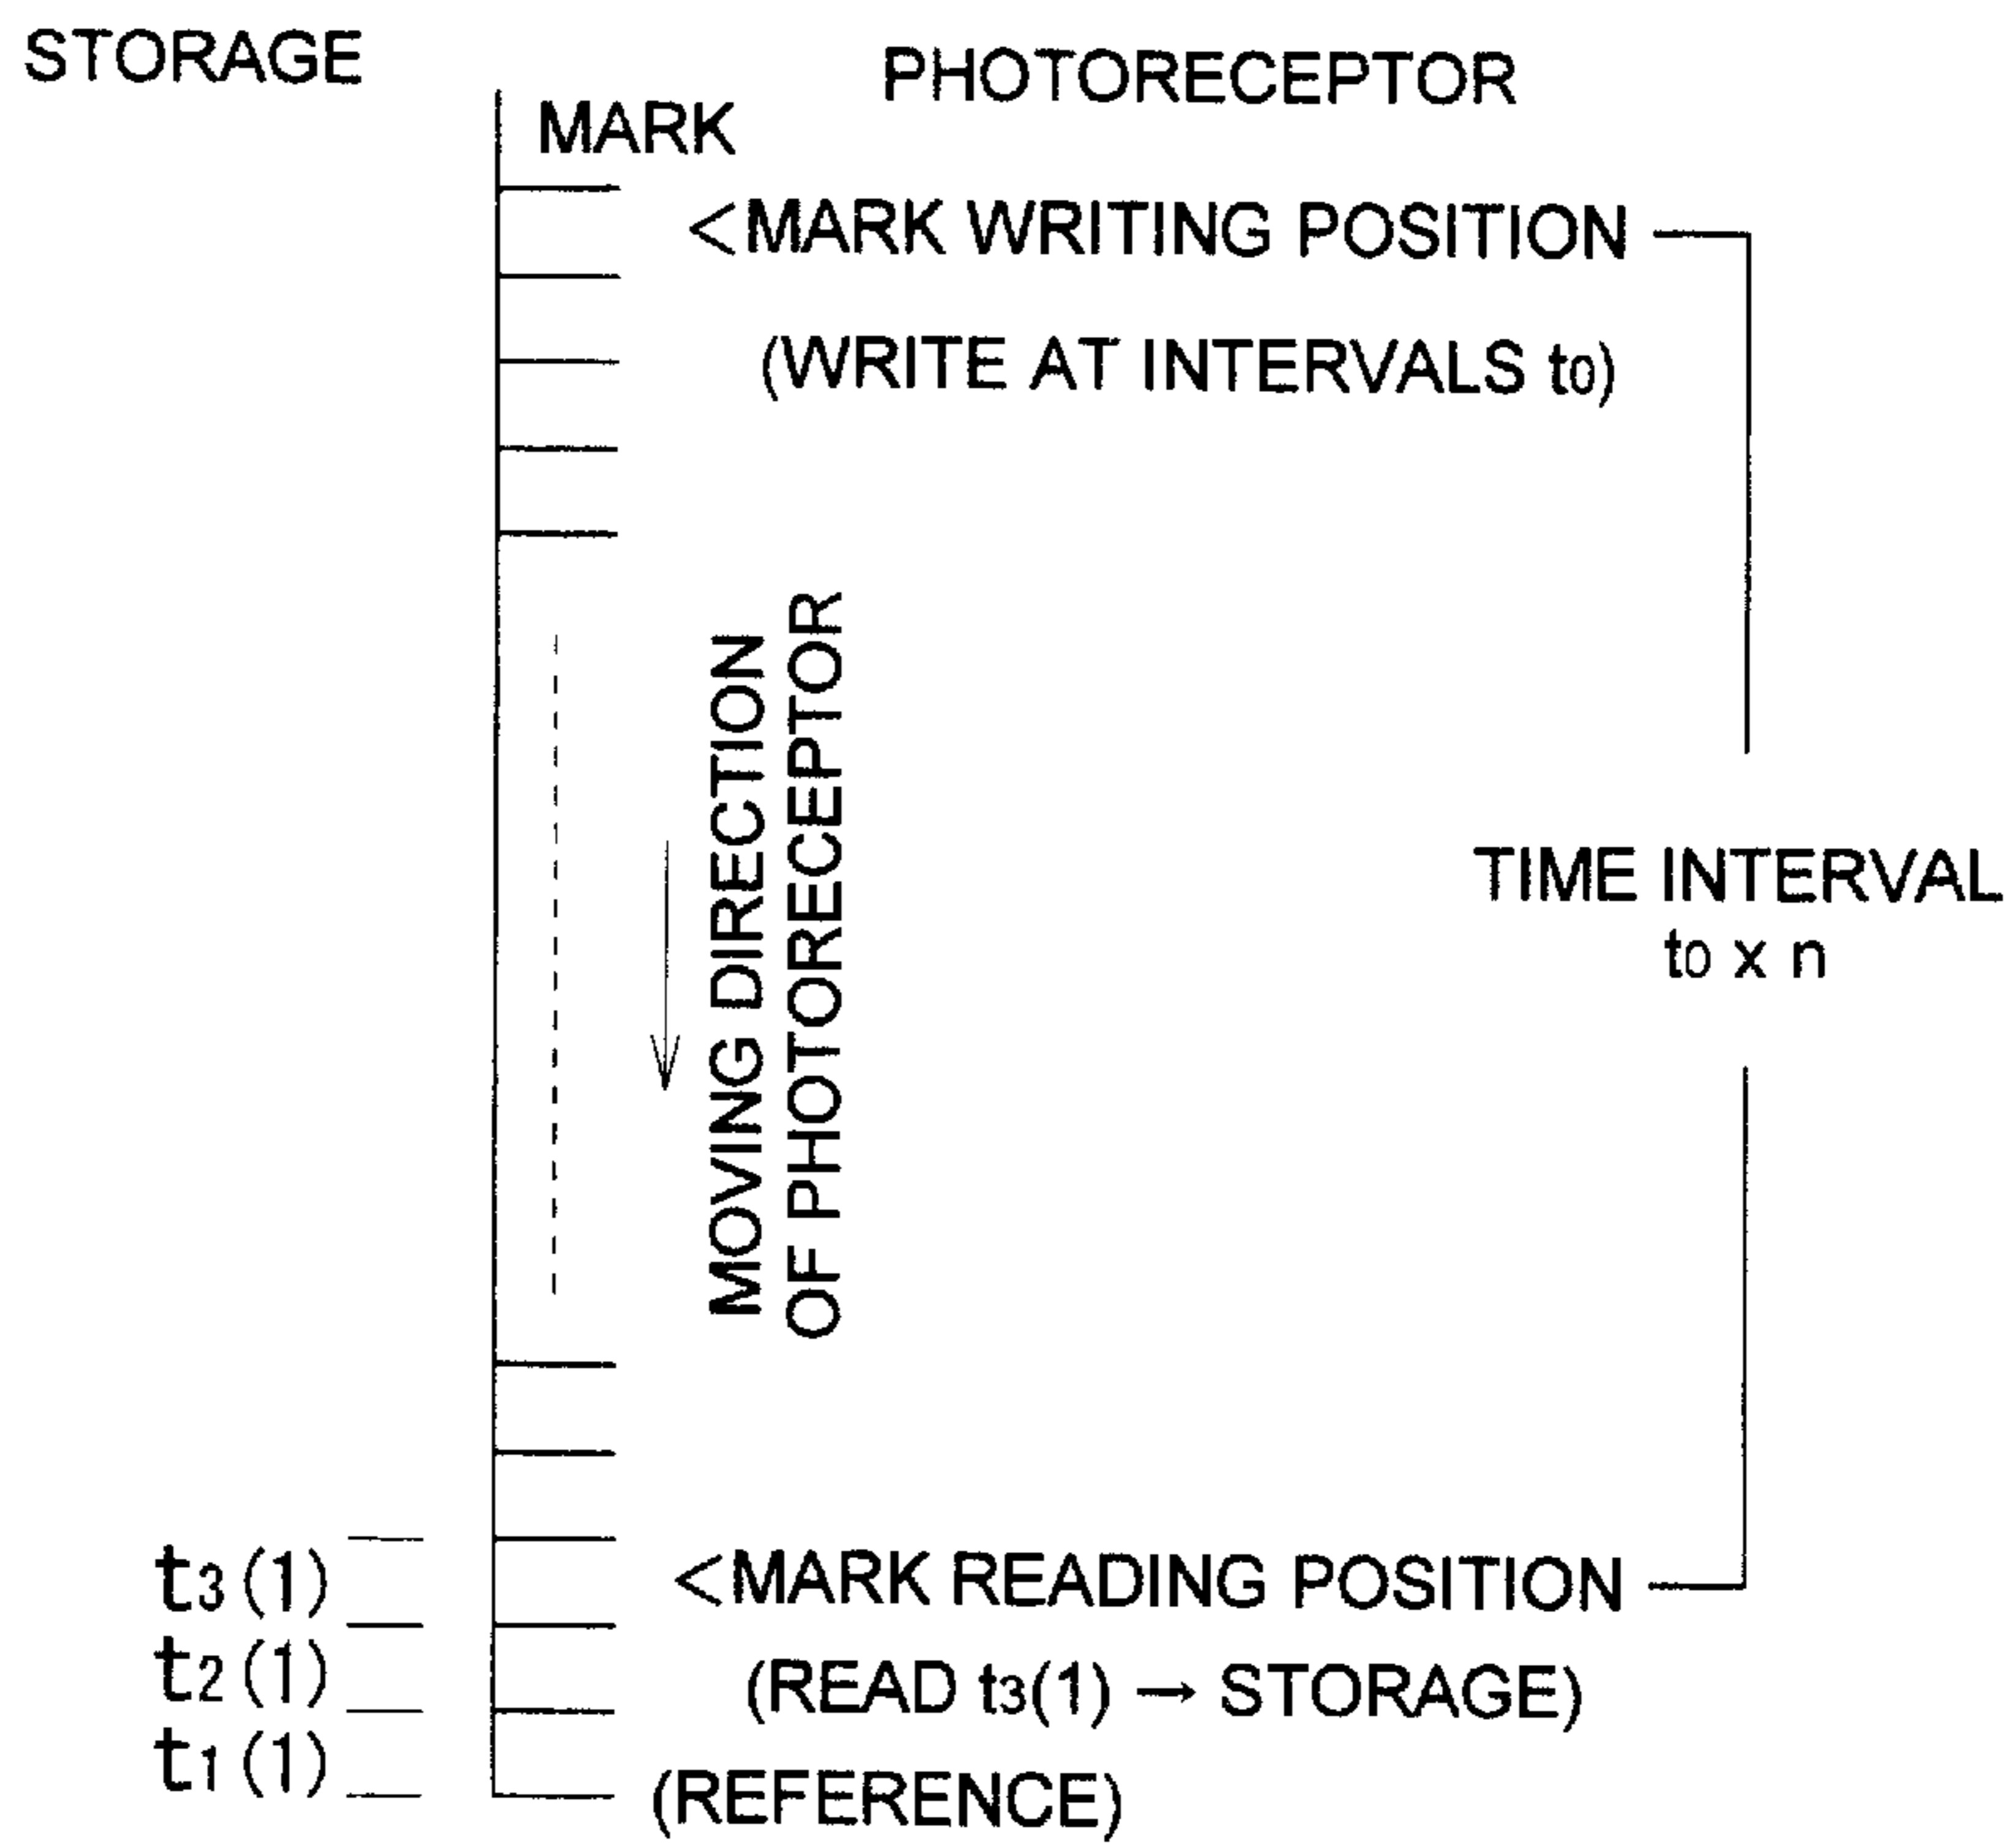 STORAGE
PHOTORECEPTOR
MARK
<MARK WRITING POSITION
(WRITE AT INTERVALS t0)
MOVING DIRECTION
OF PHOTORECEPTOR
TIME INTERVAL
t0 x n
t3(1)
<MARK READING POSITION
t2(1)
(READ t3(1) → STORAGE)
t1(1)
(REFERENCE)